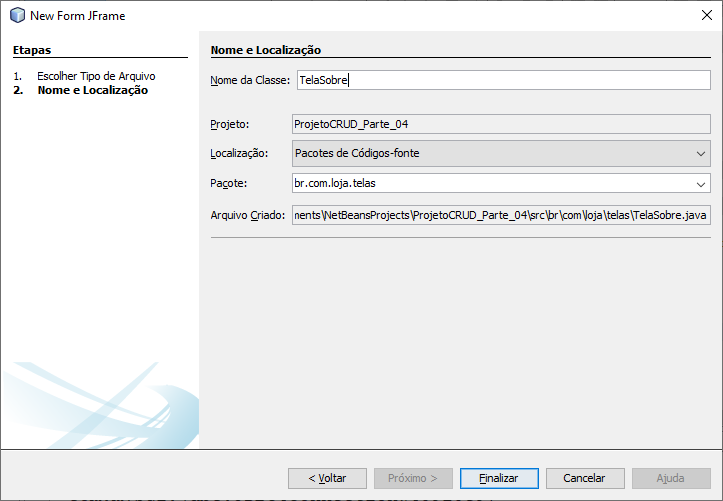 New Form JFrame
Etapas
1. Escolher Tipo de Arquivo
2. Nome e Localização
Nome e Localização
Nome da Classe: TelaSobre
Projeto: ProjetoCRUD_Parte_04
Localização: Pacotes de Códigos-fonte
Pacote: br.com.loja.telas
Arquivo Criado: ments\NetBeansProjects\ProjetoCRUD_Parte_04\src\br\com\loja\telas\TelaSobre.java
< Voltar Próximo > Finalizar Cancelar Ajuda